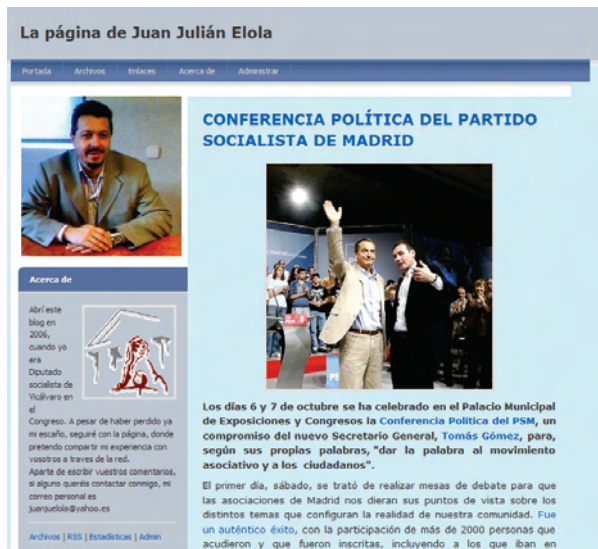 La página de Juan Julián Elola
Portada Archivos Enlaces Acerca de Administrar
CONFERENCIA POLÍTICA DEL PARTIDO
SOCIALISTA DE MADRID
Acerca de
Abrí este
blog en
2006,
cuando yo
era
Diputado
socialista de
Vicálvaro en
el
Congreso. A pesar de haber perdido ya
mi escaño, seguiré con la página, donde
pretendo compartir mi experiencia con
vosotros a traves de la red.
Aparte de escribir vuestros comentarios,
si alguno queréis contactar conmigo, mi
correo personal es
juanjuelola@yahoo.es
Archivos | RSS | Estadísticas | Admin
Los días 6 y 7 de octubre se ha celebrado en el Palacio Municipal
de Exposiciones y Congresos la Conferencia Política del PSM, un
compromiso del nuevo Secretario General, Tomás Gómez, para,
según sus propias palabras, "dar la palabra al movimiento
asociativo y a los ciudadanos".
El primer día, sábado, se trató de realizar mesas de debate para que
las asociaciones de Madrid nos dieran sus puntos de vista sobre los
distintos temas que configuran la realidad de nuestra comunidad. Fue
un auténtico éxito, con la participación de más de 2000 personas que
acudieron y que fueron inscritas, incluyendo a los que iban en